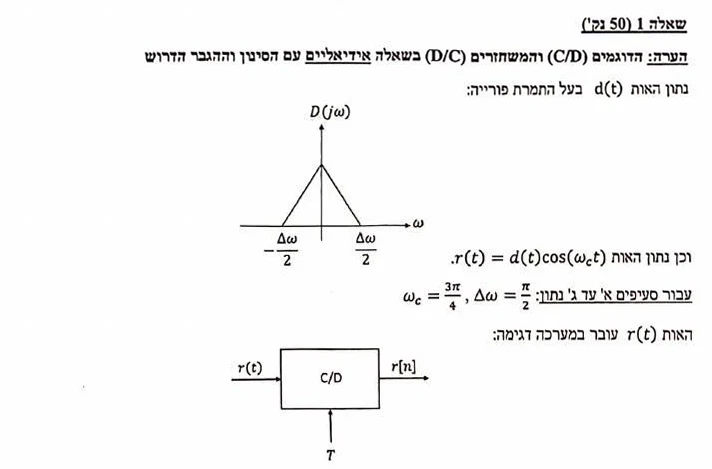 שאלה 1 (50 נק')
הערה: הדוגמים (C/D) והמשחזרים (D/C) בשאלה אידיאליים עם הסינון וההגבר הדרוש
נתון האות d(t) בעל התמרת פורייה:
D(jω)
ω
−Δω/2
Δω/2
וכן נתון האות r(t) = d(t)cos(ω_c t).
עבור סעיפים א' עד ג' נתון: Δω = π/2 , ω_c = 3π/4
האות r(t) עובר במערכה דגימה:
r(t)
C/D
r[n]
T